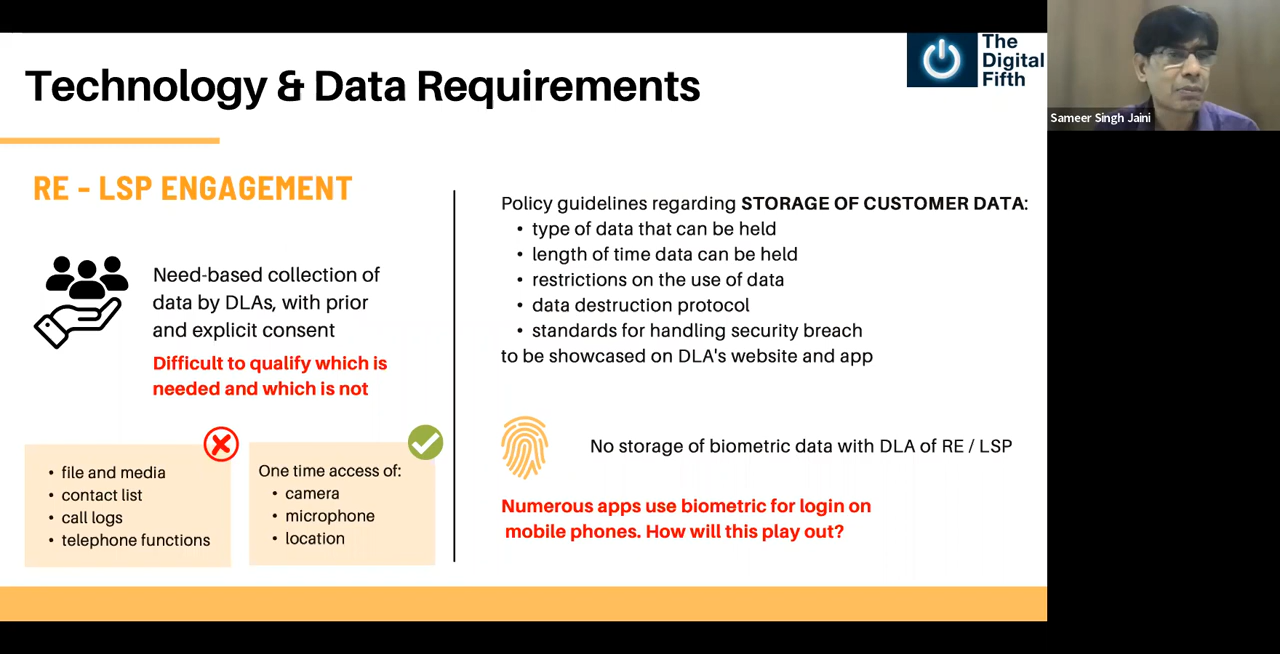 Technology & Data Requirements
The
Digital
Fifth
Sameer Singh Jaini
RE - LSP ENGAGEMENT
Need-based collection of
data by DLAs, with prior
and explicit consent
Difficult to qualify which is
needed and which is not
• file and media
• contact list
• call logs
• telephone functions
One time access of:
• camera
• microphone
• location
Policy guidelines regarding STORAGE OF CUSTOMER DATA:
• type of data that can be held
• length of time data can be held
• restrictions on the use of data
• data destruction protocol
• standards for handling security breach
to be showcased on DLA's website and app
No storage of biometric data with DLA of RE / LSP
Numerous apps use biometric for login on
mobile phones. How will this play out?